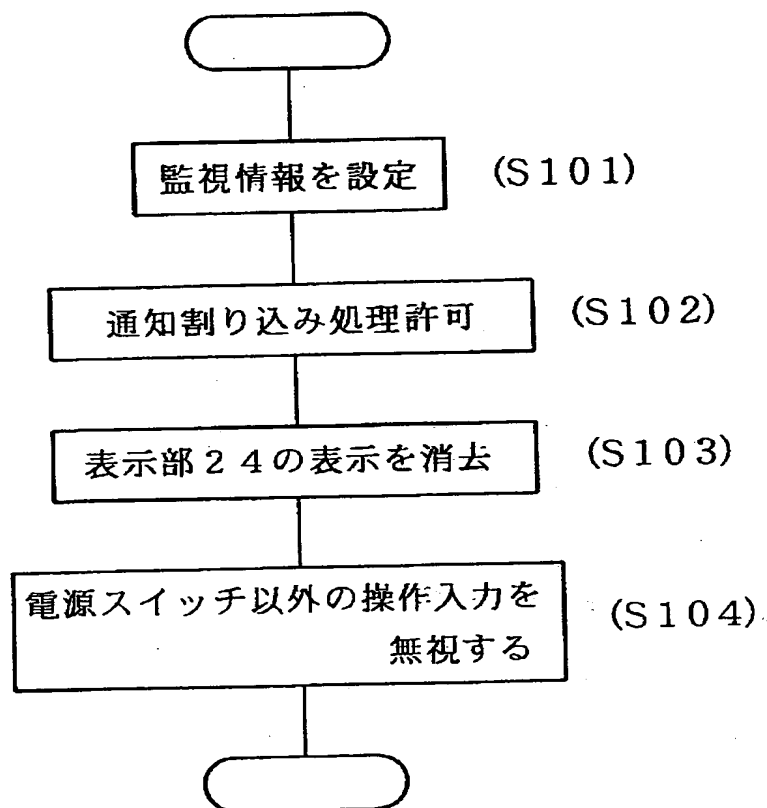 監視情報を設定 (S101)
通知割り込み処理許可 (S102)
表示部24の表示を消去 (S103)
電源スイッチ以外の操作入力を
無視する (S104)